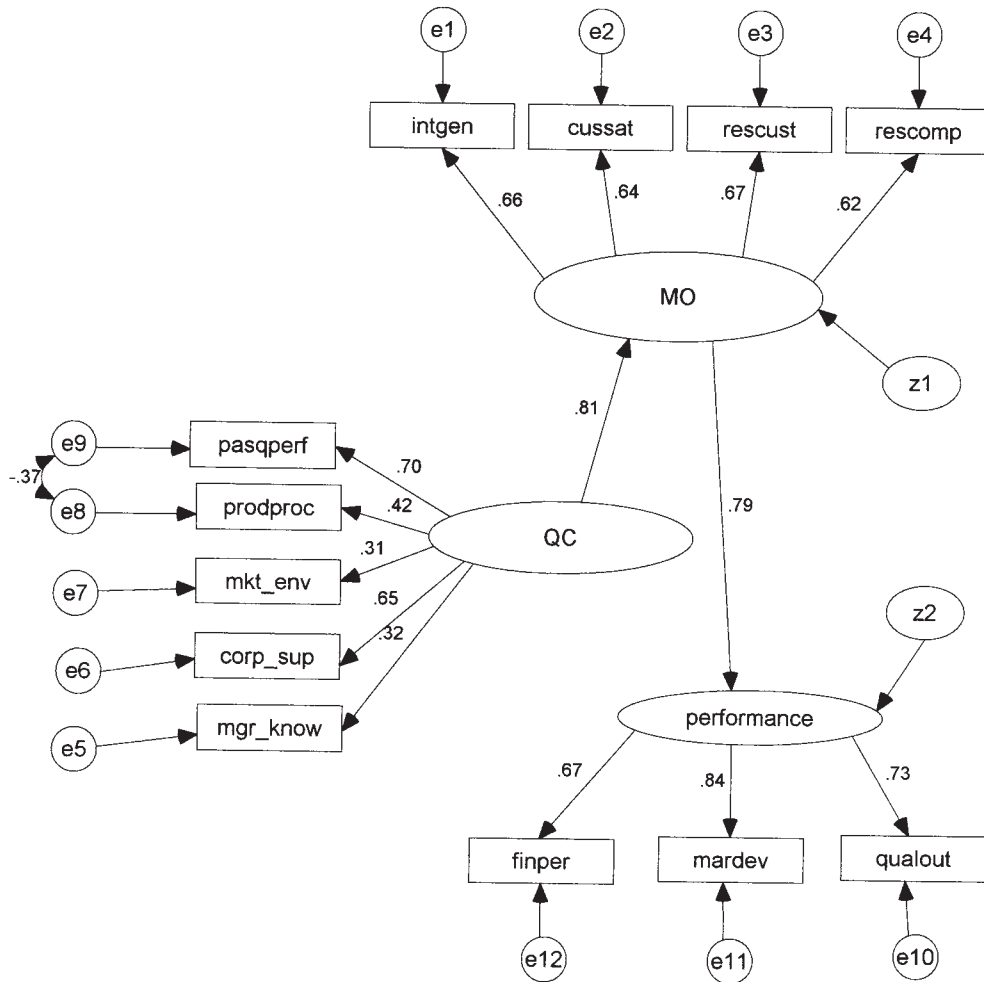 e1
e2
e3
e4
intgen
cussat
rescust
rescomp
.66
.64
.67
.62
MO
z1
.81
e9
pasqperf
-.37
.70
e8
prodproc
.42
QC
.79
.31
e7
mkt_env
.65
z2
.32
e6
corp_sup
e5
mgr_know
performance
.67
.84
.73
finper
mardev
qualout
e12
e11
e10